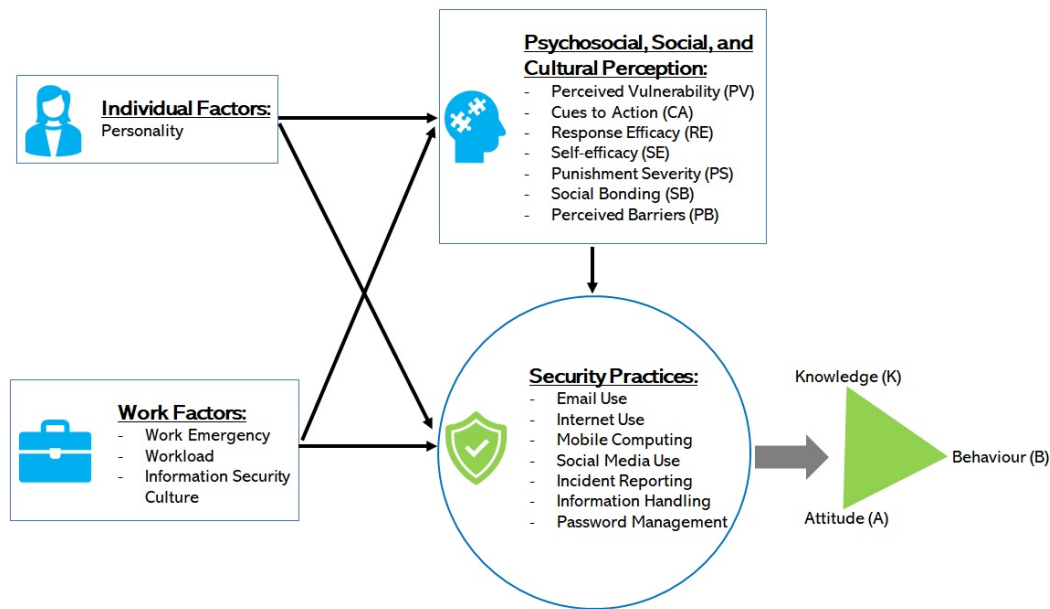 Individual Factors:
Personality
Psychosocial, Social, and
Cultural Perception:
- Perceived Vulnerability (PV)
- Cues to Action (CA)
- Response Efficacy (RE)
- Self-efficacy (SE)
- Punishment Severity (PS)
- Social Bonding (SB)
- Perceived Barriers (PB)
Work Factors:
- Work Emergency
- Workload
- Information Security
Culture
Security Practices:
- Email Use
- Internet Use
- Mobile Computing
- Social Media Use
- Incident Reporting
- Information Handling
- Password Management
Knowledge (K)
Behaviour (B)
Attitude (A)